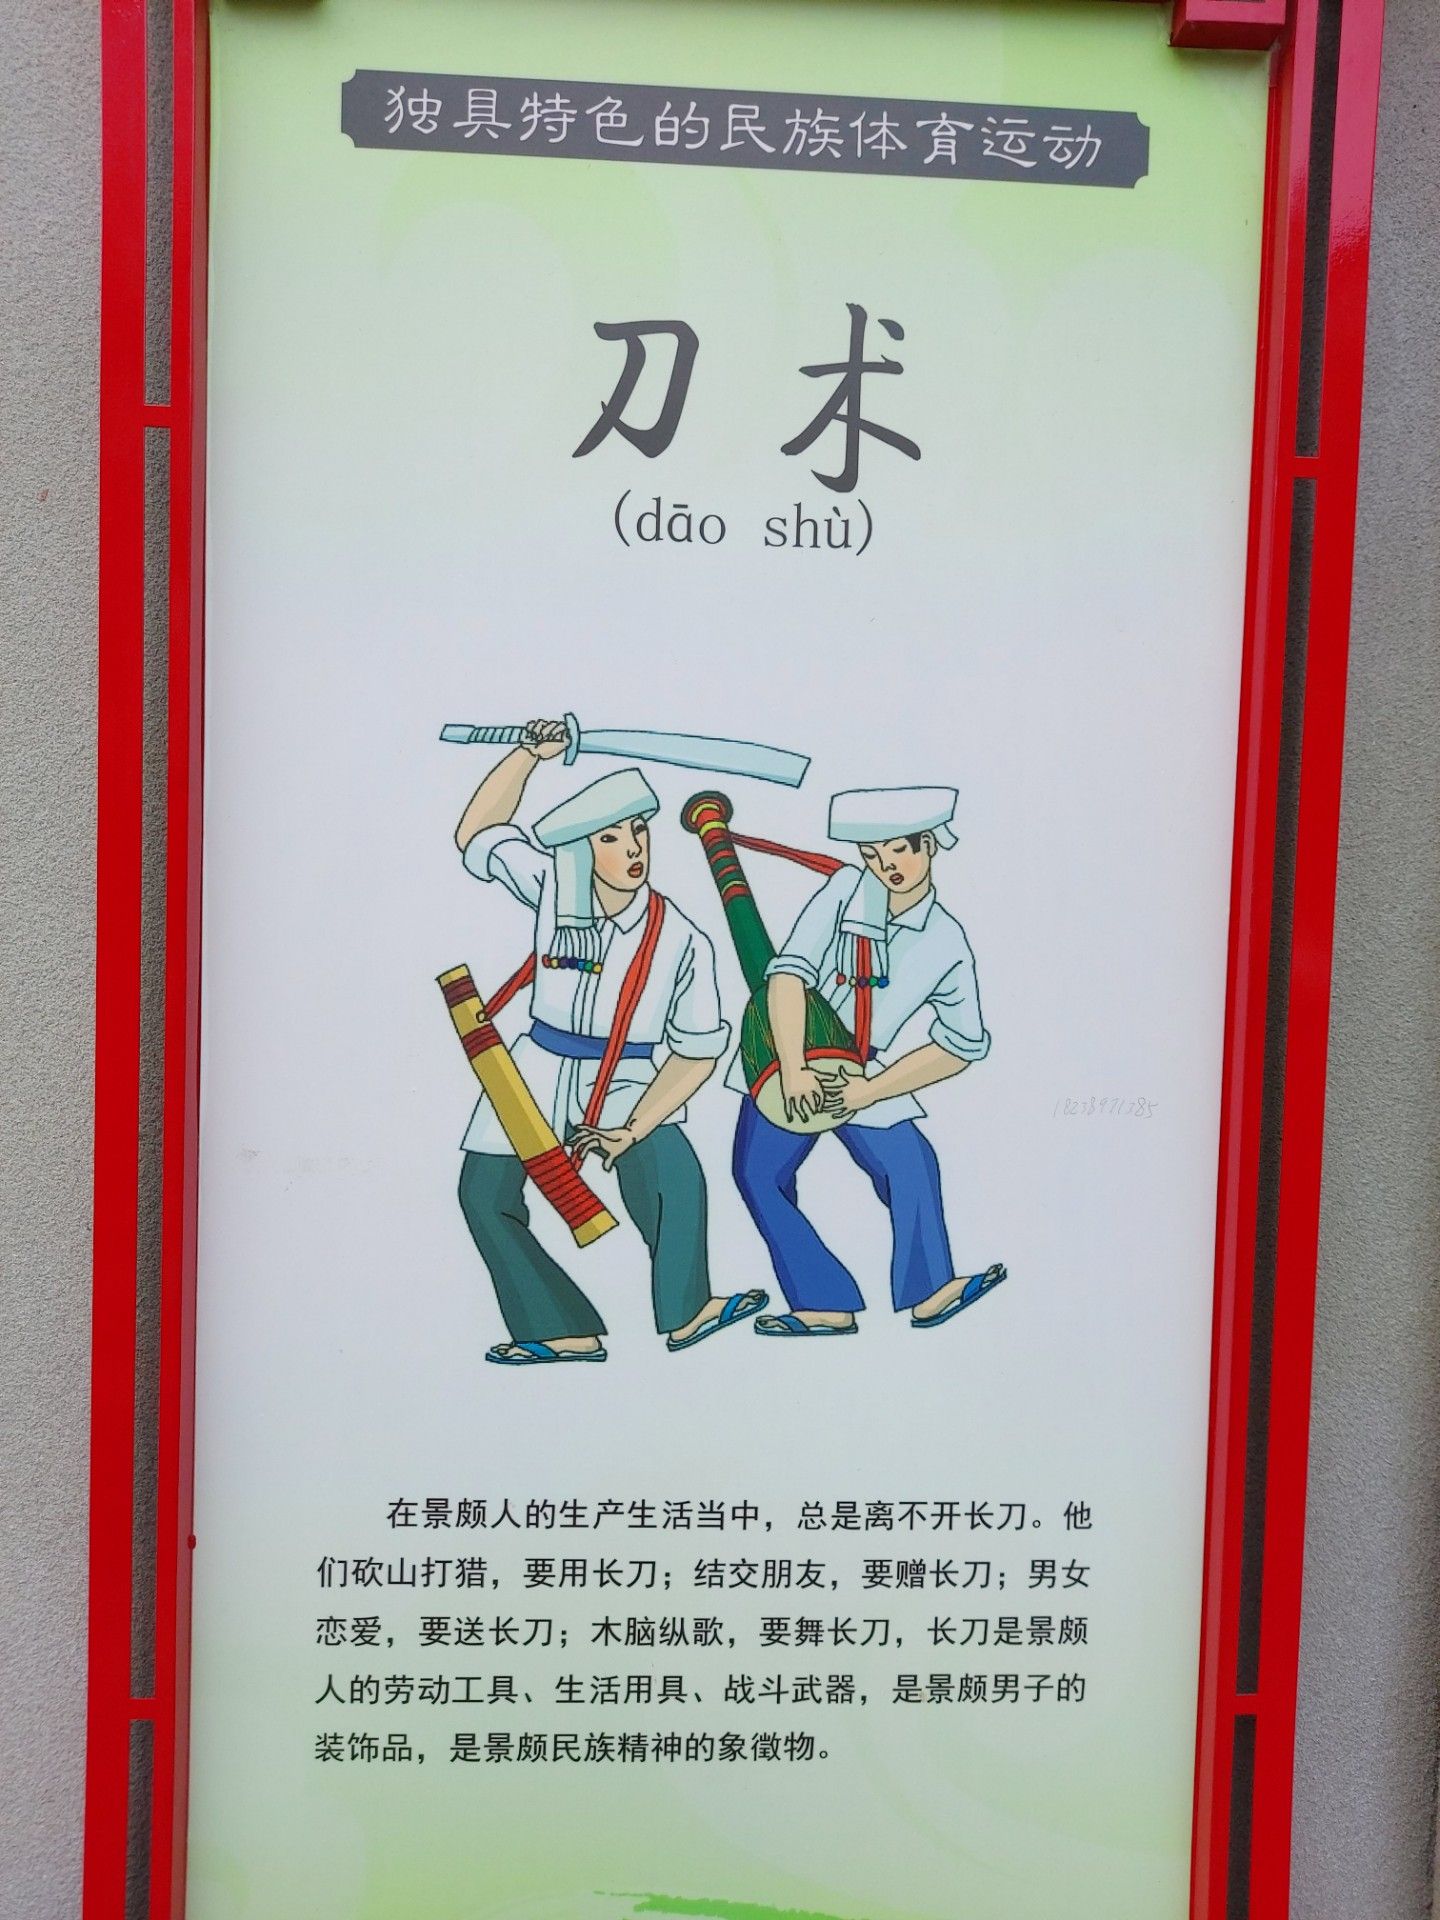 独具特色的民族体育运动
刀术
(dāo shù)
在景颇人的生产生活当中，总是离不开长刀。他
们砍山打猎，要用长刀；结交朋友，要赠长刀；男女
恋爱，要送长刀；木脑纵歌，要舞长刀，长刀是景颇
人的劳动工具、生活用具、战斗武器，是景颇男子的
装饰品，是景颇民族精神的象徵物。